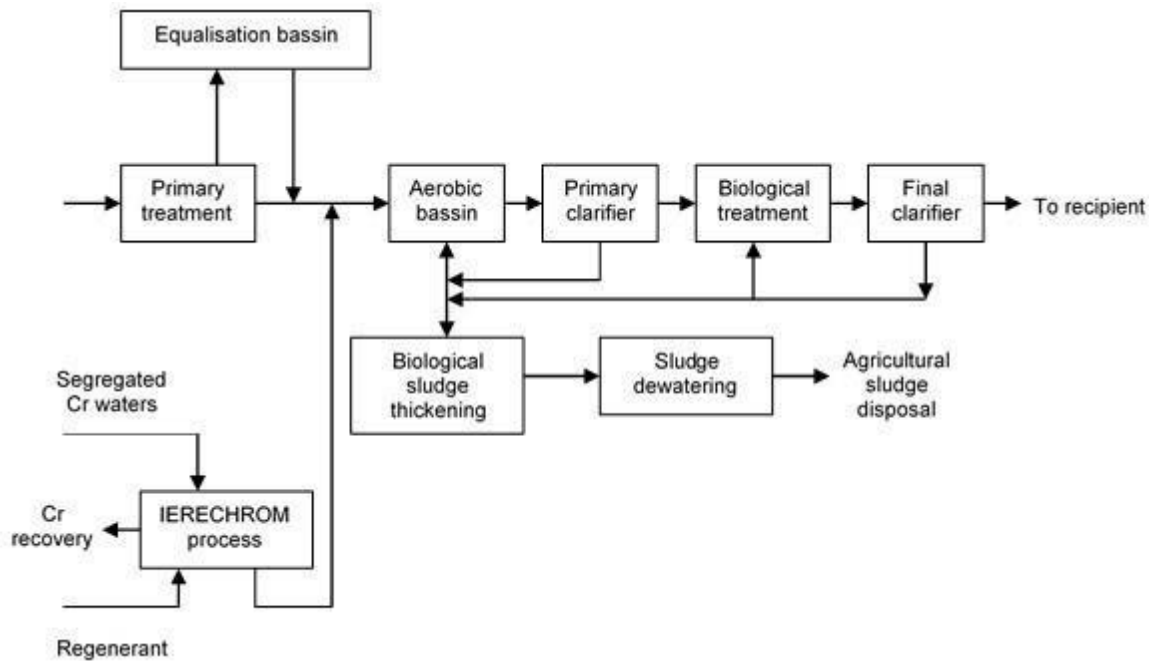 Equalisation bassin
Primary
treatment
Aerobic
bassin
Primary
clarifier
Biological
treatment
Final
clarifier
To recipient
Biological
sludge
thickening
Sludge
dewatering
Agricultural
sludge
disposal
Segregated
Cr waters
IERECHROM
process
Cr
recovery
Regenerant